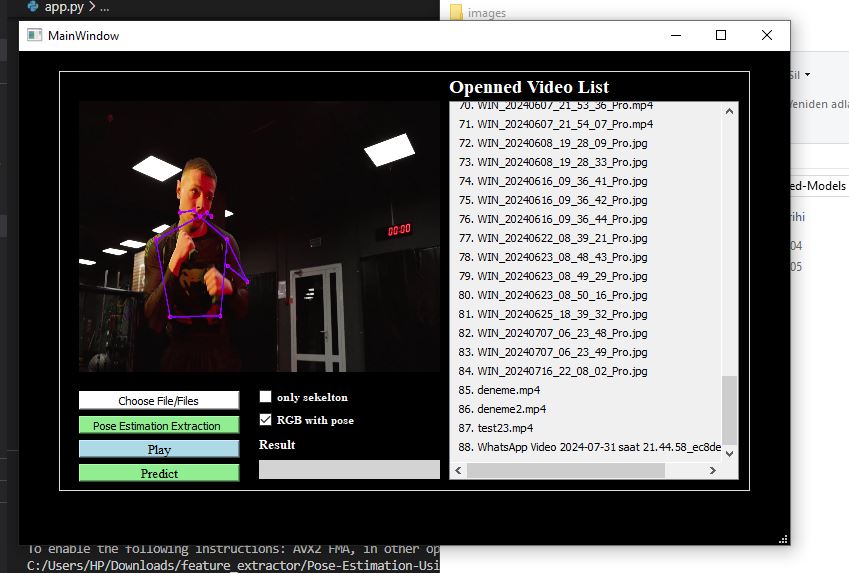 app.py > ...
images
MainWindow
Openned Video List
70. WIN_20240607_21_53_36_Pro.mp4
71. WIN_20240607_21_54_07_Pro.mp4
72. WIN_20240608_19_28_09_Pro.jpg
73. WIN_20240608_19_28_33_Pro.jpg
74. WIN_20240616_09_36_41_Pro.jpg
75. WIN_20240616_09_36_42_Pro.jpg
76. WIN_20240616_09_36_44_Pro.jpg
77. WIN_20240622_08_39_21_Pro.jpg
78. WIN_20240623_08_48_43_Pro.jpg
79. WIN_20240623_08_49_29_Pro.jpg
80. WIN_20240623_08_50_16_Pro.jpg
81. WIN_20240625_18_39_32_Pro.jpg
82. WIN_20240707_06_23_48_Pro.jpg
83. WIN_20240707_06_23_49_Pro.jpg
84. WIN_20240716_22_08_02_Pro.jpg
85. deneme.mp4
86. deneme2.mp4
87. test23.mp4
88. WhatsApp Video 2024-07-31 saat 21.44.58_ec8de
00:00
Choose File/Files
Pose Estimation Extraction
Play
Predict
only sekelton
RGB with pose
Result
Sil
Yeniden adla
ed-Models
rihi
04
05
To enable the following instructions: AVX2 FMA, in other op
C:/Users/HP/Downloads/feature_extractor/Pose-Estimation-Usi